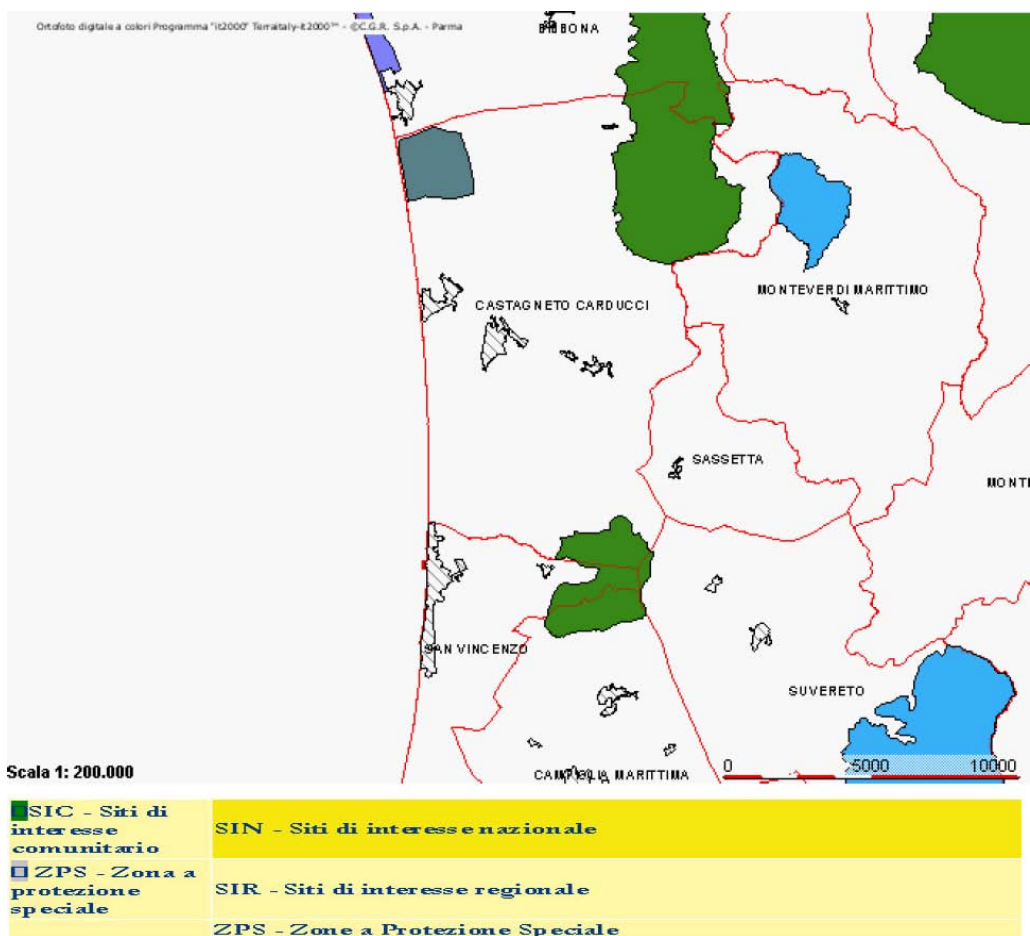 Ortofoto digitale a colori Programma "it2000" Terraitaly-it2000™ - ©C.G.R. S.p.A. - Parma
BIBBONA
MONTEVERDI MARITTIMO
CASTAGNETO CARDUCCI
SASSETTA
MONTE
SAN VINCENZO
SUVERETO
Scala 1: 200.000
0 5000 10000
CAMPIGLIA MARITTIMA
SIC - Siti di
interesse
comunitario
SIN - Siti di interesse nazionale
ZPS - Zona a
protezione
speciale
SIR - Siti di interesse regionale
ZPS - Zone a Protezione Speciale